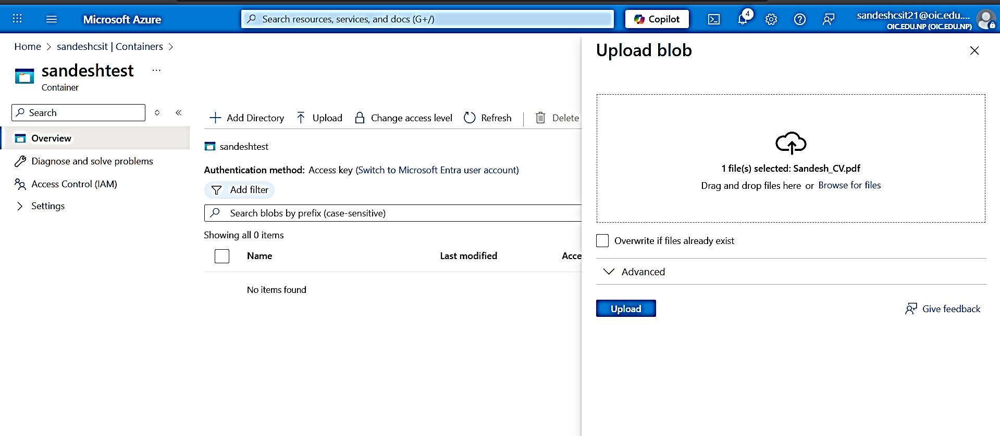 Microsoft Azure
Search resources, services, and docs (G+/)
Copilot
4
sandeshcsit21@oic.edu....
OIC.EDU.NP (OIC.EDU.NP)
Home > sandeshcsit | Containers >
sandeshtest ...
Container
Search
Overview
Diagnose and solve problems
Access Control (IAM)
Settings
Add Directory Upload Change access level Refresh Delete
sandeshtest
Authentication method: Access key (Switch to Microsoft Entra user account)
Add filter
Search blobs by prefix (case-sensitive)
Showing all 0 items
Name Last modified Acce
No items found
Upload blob
1 file(s) selected: Sandesh_CV.pdf
Drag and drop files here or Browse for files
Overwrite if files already exist
Advanced
Upload
Give feedback